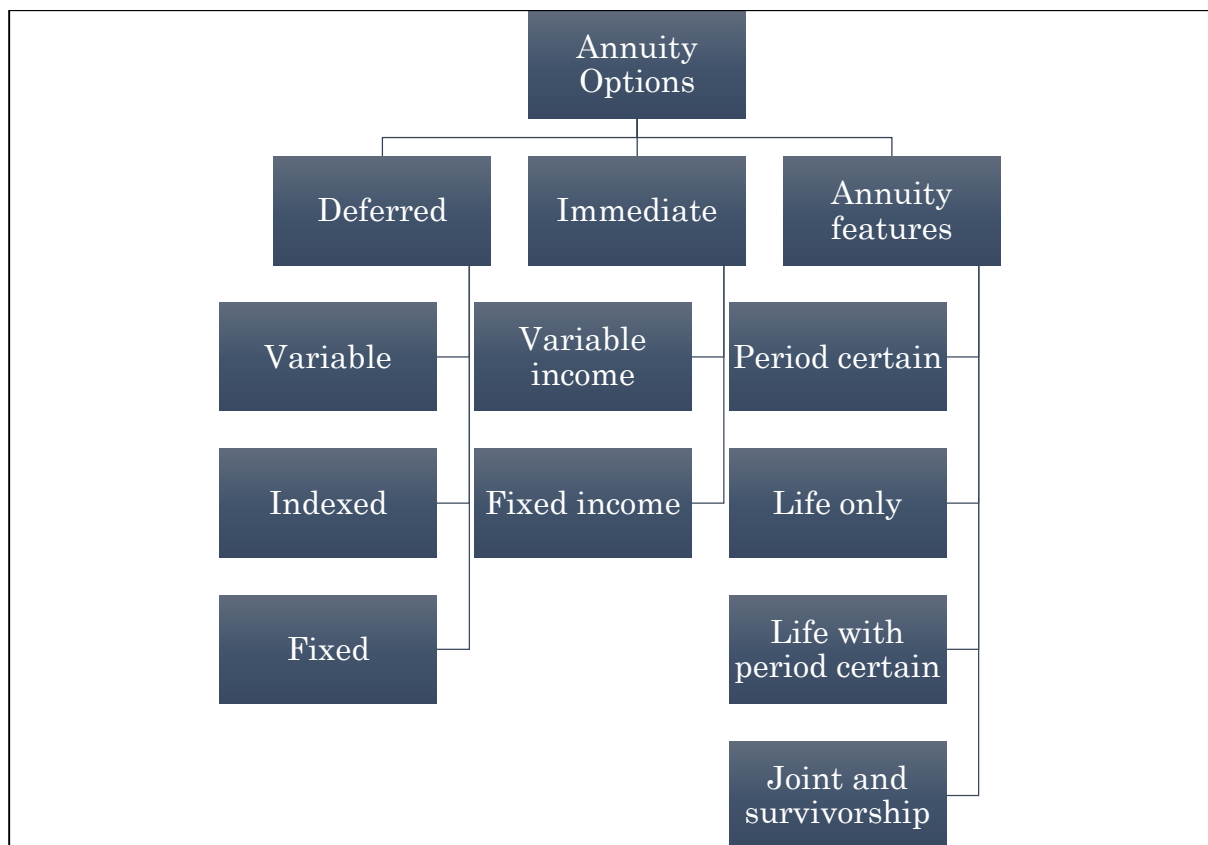 Annuity
Options
Deferred
Immediate
Annuity
features
Variable
Variable
income
Period certain
Indexed
Fixed income
Life only
Fixed
Life with
period certain
Joint and
survivorship